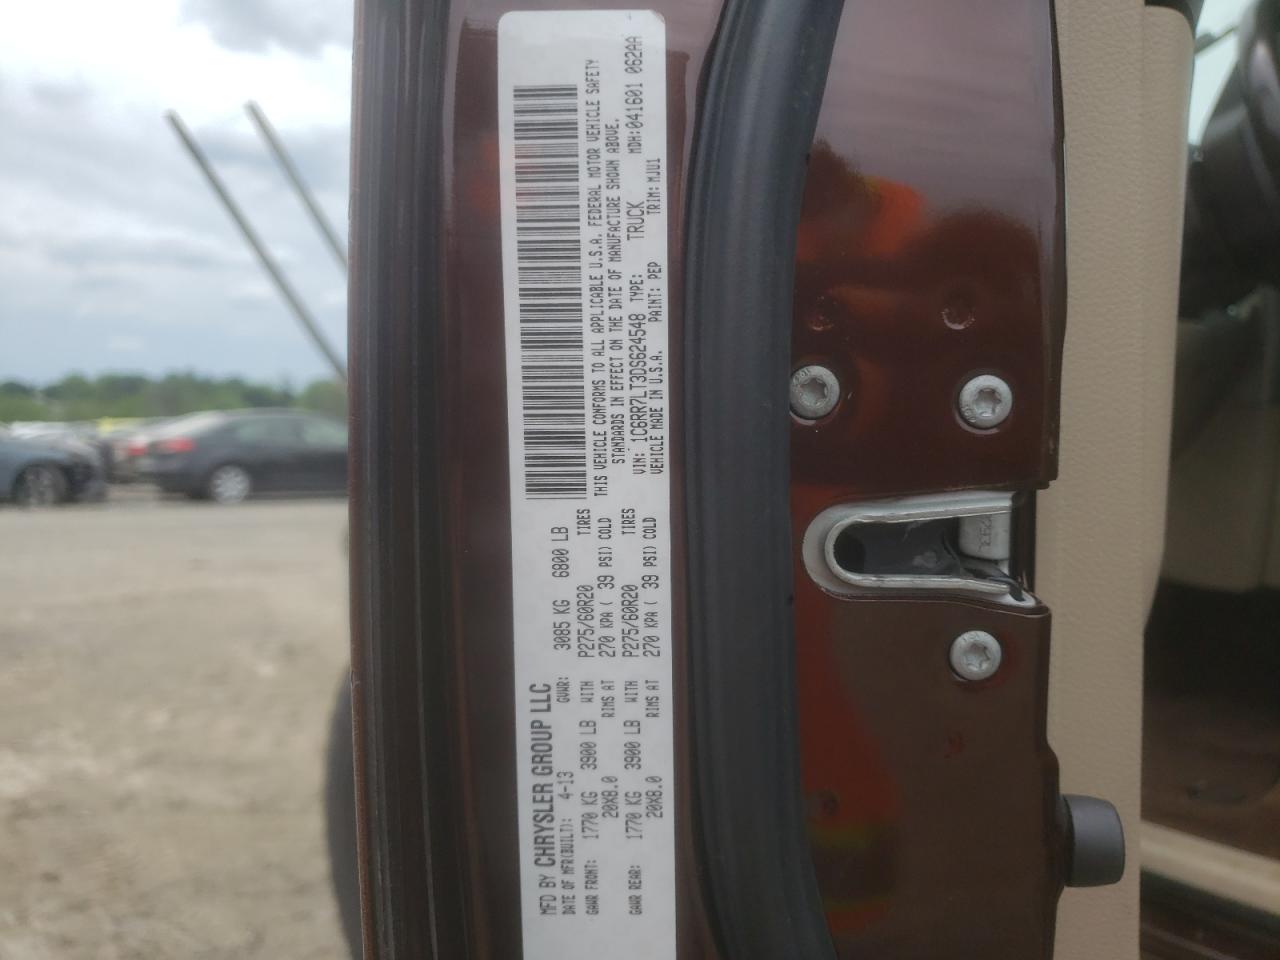 MFD BY CHRYSLER GROUP LLC
DATE OF MFR(BUILT): 4-13 GVWR: 3085 KG 6800 LB
GAWR FRONT: 1770 KG 3900 LB WITH P275/60R20 TIRES
20X8.0 RIMS AT 270 KPA ( 39 PSI) COLD
GAWR REAR: 1770 KG 3900 LB WITH P275/60R20 TIRES
20X8.0 RIMS AT 270 KPA ( 39 PSI) COLD
THIS VEHICLE CONFORMS TO ALL APPLICABLE U.S.A. FEDERAL MOTOR VEHICLE SAFETY
STANDARDS IN EFFECT ON THE DATE OF MANUFACTURE SHOWN ABOVE.
VIN: 1C6RR7LT3DS624548 TYPE: TRUCK MDH:041601 062AA
VEHICLE MADE IN U.S.A. PAINT: PEP TRIM: MJU1